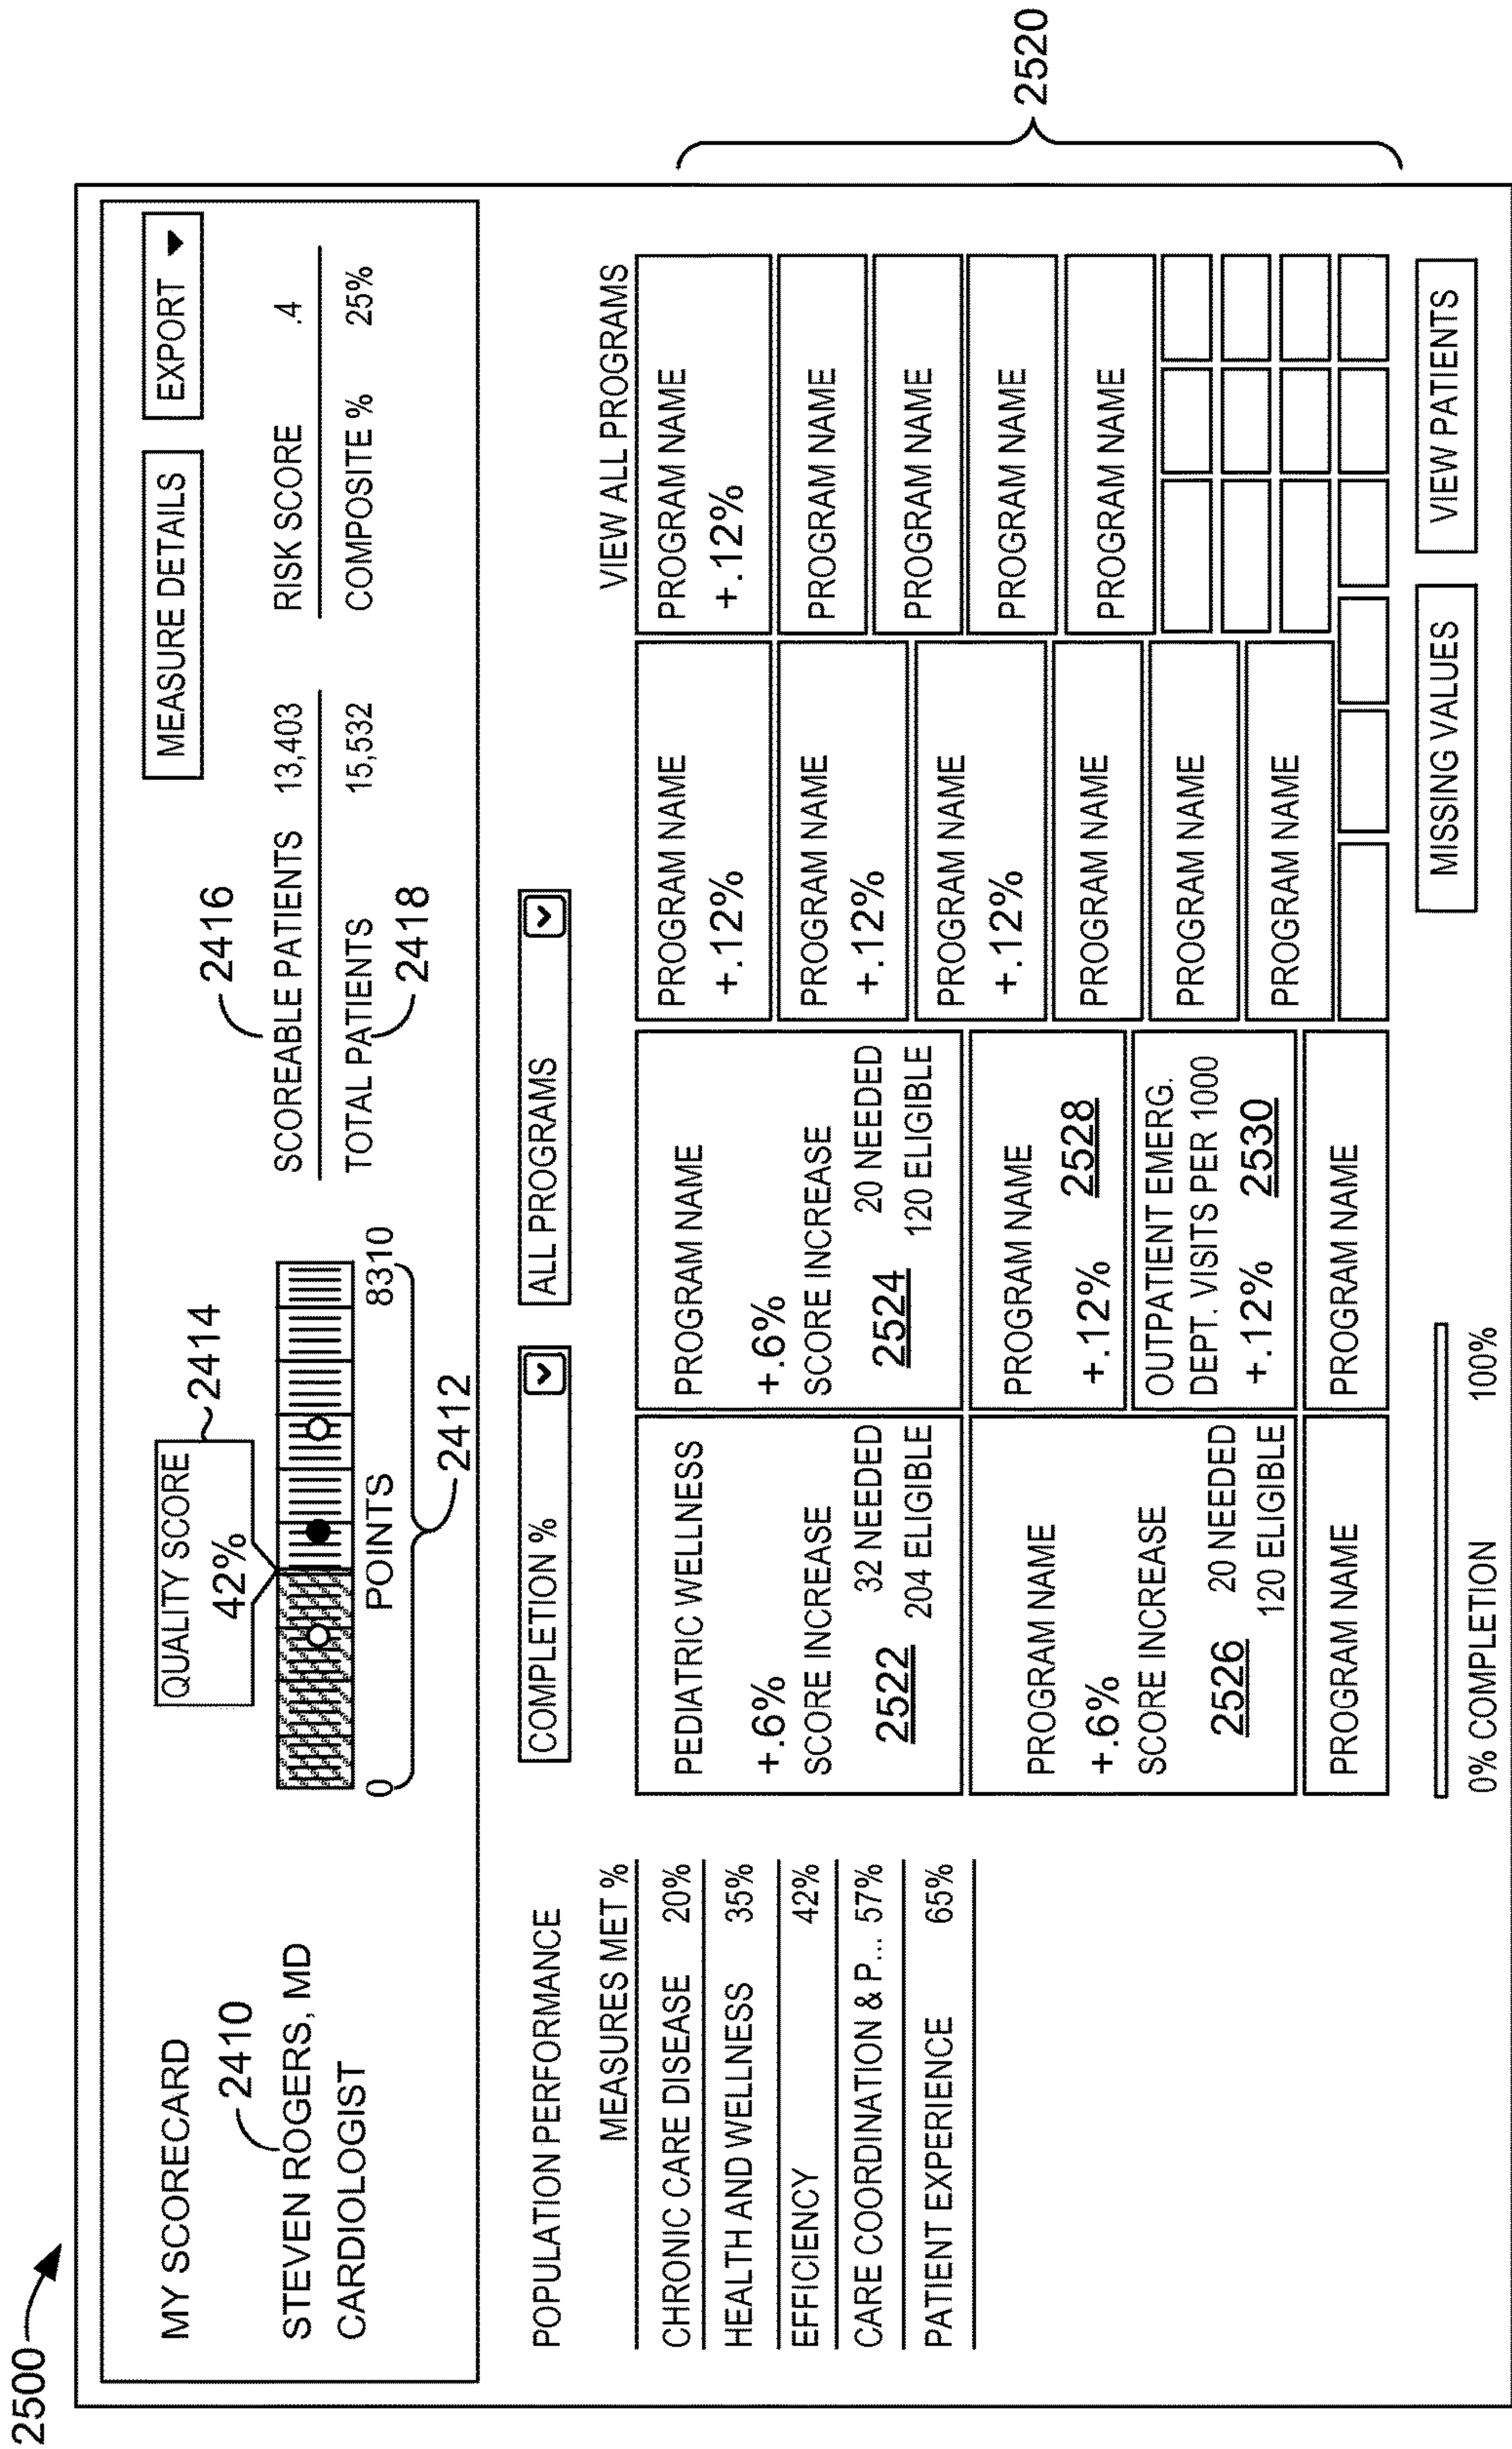 2500
MY SCORECARD
2410
STEVEN ROGERS, MD
CARDIOLOGIST
QUALITY SCORE
42%
2414
0
POINTS
8310
2412
2416
SCOREABLE PATIENTS 13,403
TOTAL PATIENTS 15,532
2418
MEASURE DETAILS
EXPORT
RISK SCORE .4
COMPOSITE % 25%
POPULATION PERFORMANCE
MEASURES MET %
CHRONIC CARE DISEASE 20%
HEALTH AND WELLNESS 35%
EFFICIENCY 42%
CARE COORDINATION & P... 57%
PATIENT EXPERIENCE 65%
COMPLETION %
ALL PROGRAMS
VIEW ALL PROGRAMS
PEDIATRIC WELLNESS
+.6%
SCORE INCREASE
2522
32 NEEDED
204 ELIGIBLE
PROGRAM NAME
+.6%
SCORE INCREASE
2526
20 NEEDED
120 ELIGIBLE
PROGRAM NAME
PROGRAM NAME
+.6%
SCORE INCREASE
2524
20 NEEDED
120 ELIGIBLE
PROGRAM NAME
+.12% 2528
OUTPATIENT EMERG.
DEPT. VISITS PER 1000
+.12% 2530
PROGRAM NAME
PROGRAM NAME
+.12%
PROGRAM NAME
+.12%
PROGRAM NAME
+.12%
PROGRAM NAME
PROGRAM NAME
PROGRAM NAME
PROGRAM NAME
+.12%
PROGRAM NAME
PROGRAM NAME
PROGRAM NAME
PROGRAM NAME
2520
0% COMPLETION 100%
MISSING VALUES
VIEW PATIENTS